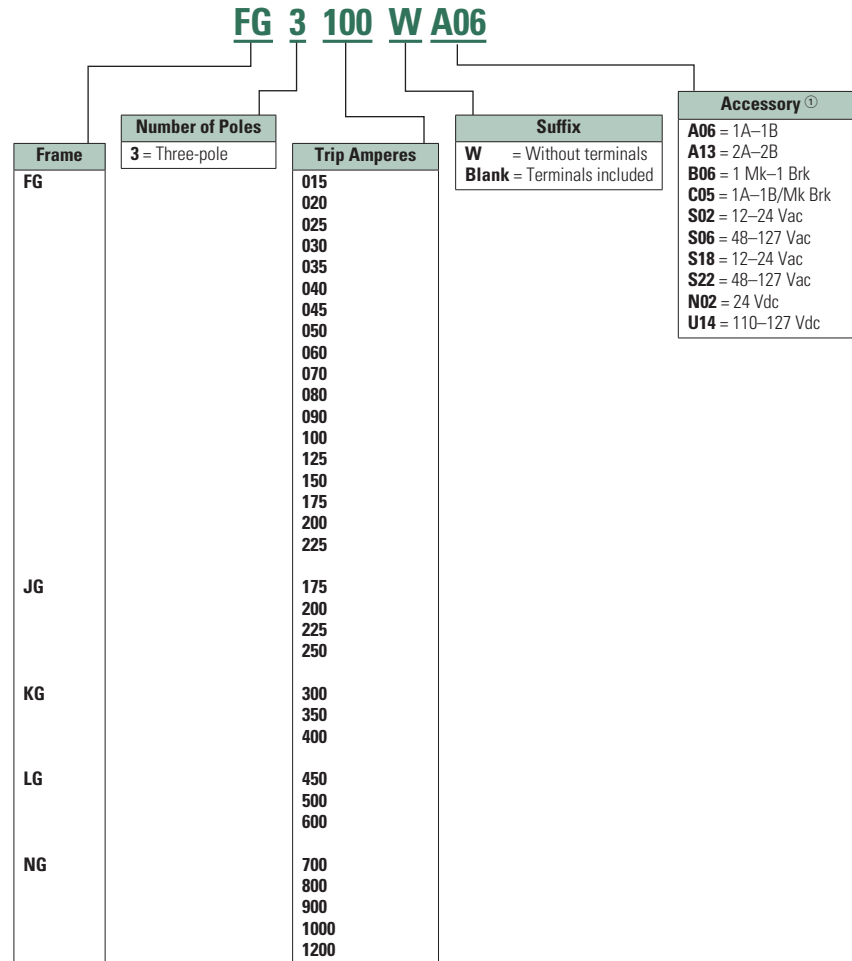 FG 3 100 W A06
Frame
FG
JG
KG
LG
NG
Number of Poles
3 = Three-pole
Trip Amperes
015
020
025
030
035
040
045
050
060
070
080
090
100
125
150
175
200
225
175
200
225
250
300
350
400
450
500
600
700
800
900
1000
1200
Suffix
W = Without terminals
Blank = Terminals included
Accessory ①
A06 = 1A–1B
A13 = 2A–2B
B06 = 1 Mk–1 Brk
C05 = 1A–1B/Mk Brk
S02 = 12–24 Vac
S06 = 48–127 Vac
S18 = 12–24 Vac
S22 = 48–127 Vac
N02 = 24 Vdc
U14 = 110–127 Vdc